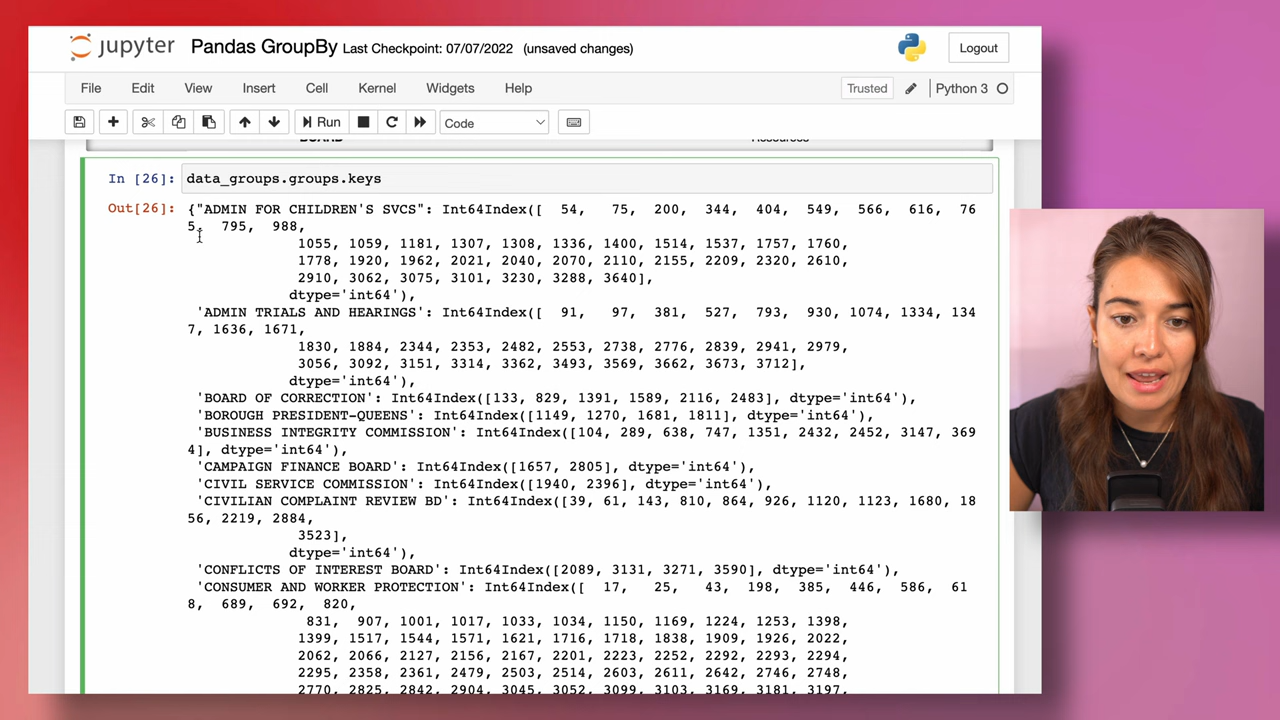 jupyter Pandas GroupBy Last Checkpoint: 07/07/2022 (unsaved changes) Logout
File Edit View Insert Cell Kernel Widgets Help Trusted Python 3
Run Code
BOARD Resources
In [26]: data_groups.groups.keys
Out[26]: {"ADMIN FOR CHILDREN'S SVCS": Int64Index([ 54, 75, 200, 344, 404, 549, 566, 616, 76
5, 795, 988,
1055, 1059, 1181, 1307, 1308, 1336, 1400, 1514, 1537, 1757, 1760,
1778, 1920, 1962, 2021, 2040, 2070, 2110, 2155, 2209, 2320, 2610,
2910, 3062, 3075, 3101, 3230, 3288, 3640],
dtype='int64'),
'ADMIN TRIALS AND HEARINGS': Int64Index([ 91, 97, 381, 527, 793, 930, 1074, 1334, 134
7, 1636, 1671,
1830, 1884, 2344, 2353, 2482, 2553, 2738, 2776, 2839, 2941, 2979,
3056, 3092, 3151, 3314, 3362, 3493, 3569, 3662, 3673, 3712],
dtype='int64'),
'BOARD OF CORRECTION': Int64Index([133, 829, 1391, 1589, 2116, 2483], dtype='int64'),
'BOROUGH PRESIDENT-QUEENS': Int64Index([1149, 1270, 1681, 1811], dtype='int64'),
'BUSINESS INTEGRITY COMMISSION': Int64Index([104, 289, 638, 747, 1351, 2432, 2452, 3147, 369
4], dtype='int64'),
'CAMPAIGN FINANCE BOARD': Int64Index([1657, 2805], dtype='int64'),
'CIVIL SERVICE COMMISSION': Int64Index([1940, 2396], dtype='int64'),
'CIVILIAN COMPLAINT REVIEW BD': Int64Index([39, 61, 143, 810, 864, 926, 1120, 1123, 1680, 18
56, 2219, 2884,
3523],
dtype='int64'),
'CONFLICTS OF INTEREST BOARD': Int64Index([2089, 3131, 3271, 3590], dtype='int64'),
'CONSUMER AND WORKER PROTECTION': Int64Index([ 17, 25, 43, 198, 385, 446, 586, 61
8, 689, 692, 820,
831, 907, 1001, 1017, 1033, 1034, 1150, 1169, 1224, 1253, 1398,
1399, 1517, 1544, 1571, 1621, 1716, 1718, 1838, 1909, 1926, 2022,
2062, 2066, 2127, 2156, 2167, 2201, 2223, 2252, 2292, 2293, 2294,
2295, 2358, 2361, 2479, 2503, 2514, 2603, 2611, 2642, 2746, 2748,
2770, 2825, 2842, 2904, 3045, 3052, 3099, 3103, 3169, 3181, 3197,